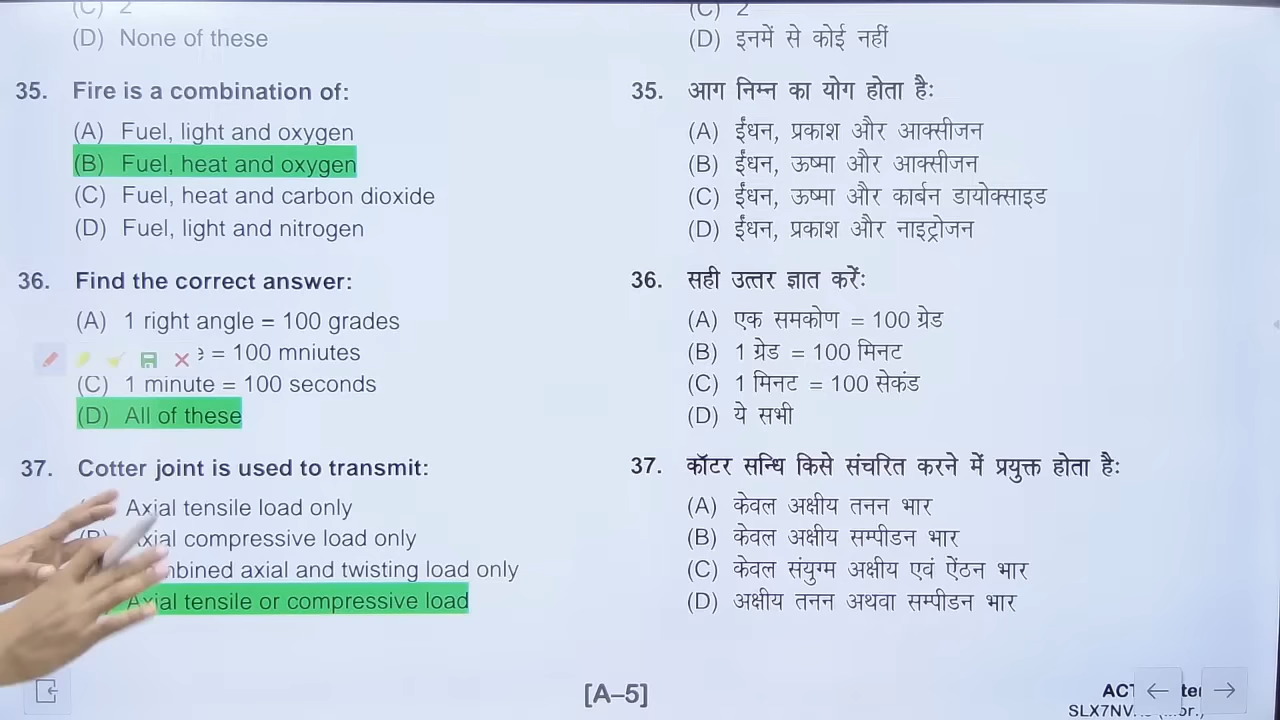 (C) 2
(D) None of these
35. Fire is a combination of:
(A) Fuel, light and oxygen
(B) Fuel, heat and oxygen
(C) Fuel, heat and carbon dioxide
(D) Fuel, light and nitrogen
36. Find the correct answer:
(A) 1 right angle = 100 grades
= 100 mniutes
(C) 1 minute = 100 seconds
(D) All of these
37. Cotter joint is used to transmit:
Axial tensile load only
(B) Axial compressive load only
and twisting load only
Axial tensile or compressive load
(C) 2
(D) इनमें से कोई नहीं
35. आग निम्न का योग होता हैः
(A) ईंधन, प्रकाश और आक्सीजन
(B) ईंधन, ऊष्मा और आक्सीजन
(C) ईंधन, ऊष्मा और कार्बन डायोक्साइड
(D) ईंधन, प्रकाश और नाइट्रोजन
36. सही उत्तर ज्ञात करेंः
(A) एक समकोण = 100 ग्रेड
(B) 1 ग्रेड = 100 मिनट
(C) 1 मिनट = 100 सेकंड
(D) ये सभी
37. कॉटर सन्धि किसे संचरित करने में प्रयुक्त होता हैः
(A) केवल अक्षीय तनन भार
(B) केवल अक्षीय सम्पीडन भार
(C) केवल संयुग्म अक्षीय एवं ऐंठन भार
(D) अक्षीय तनन अथवा सम्पीडन भार
[A–5]